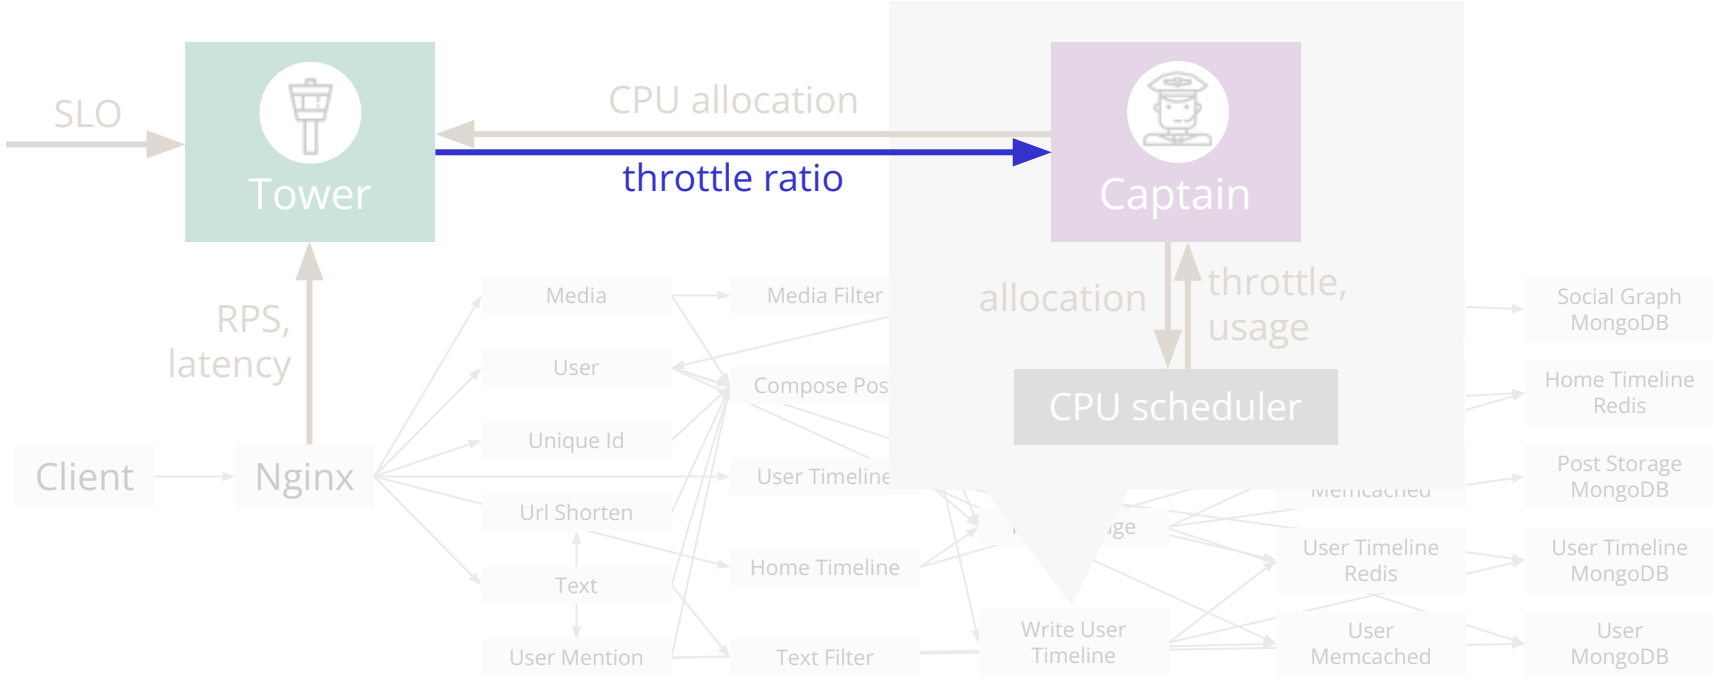 SLO
Tower
CPU allocation
throttle ratio
Captain
RPS,
latency
allocation
throttle,
usage
CPU scheduler
Client
Nginx
Media
User
Unique Id
Url Shorten
Text
User Mention
Media Filter
Compose Pos
User Timeline
Home Timeline
Text Filter
Write User
Timeline
Memcached
User Timeline
Redis
User
Memcached
Social Graph
MongoDB
Home Timeline
Redis
Post Storage
MongoDB
User Timeline
MongoDB
User
MongoDB